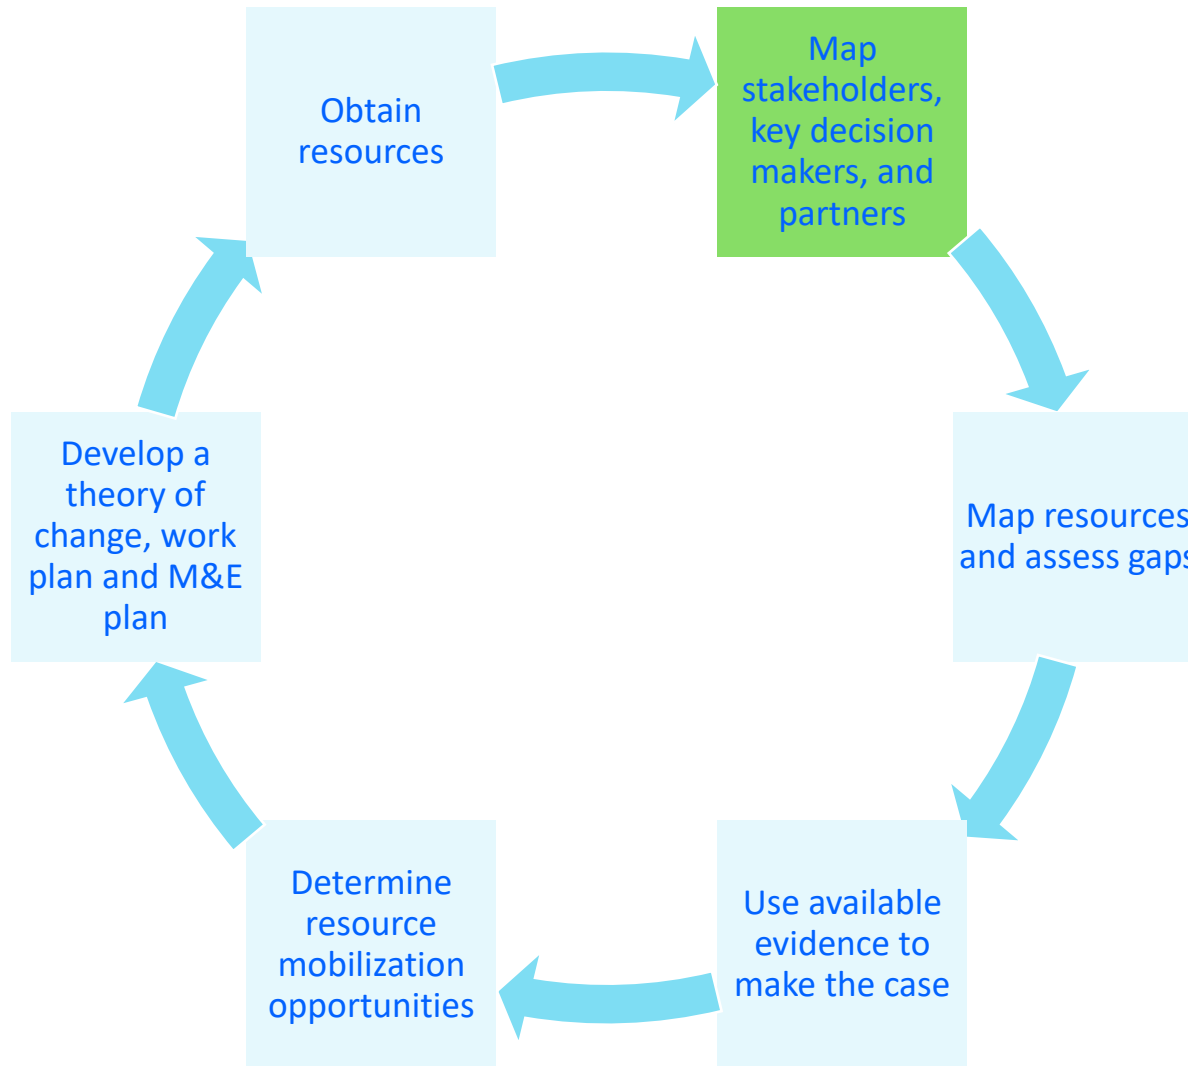 Obtain
resources
Map
stakeholders,
key decision
makers, and
partners
Map resources
and assess gaps
Use available
evidence to
make the case
Determine
resource
mobilization
opportunities
Develop a
theory of
change, work
plan and M&E
plan